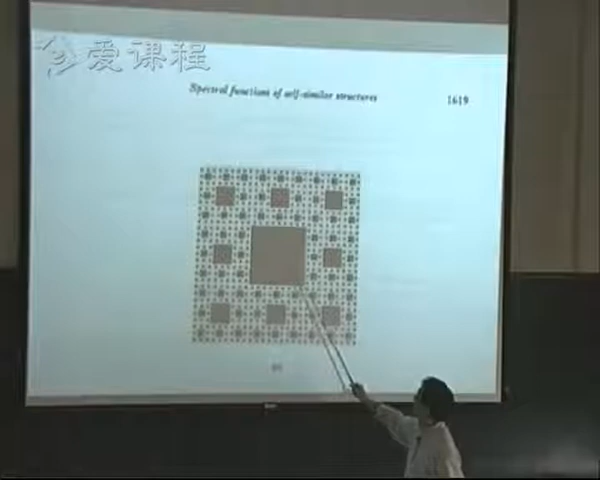 爱课程
Spectral functions of self-similar structures 1619